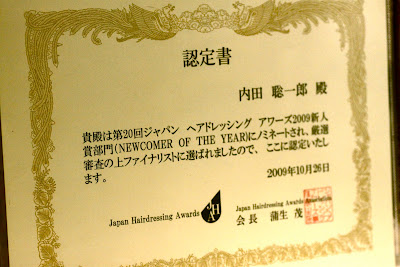 認定書
内田 聡一郎 殿
貴殿は第20回ジャパン ヘアドレッシング アワーズ2009新人
賞部門(NEWCOMER OF THE YEAR)にノミネートされ、厳選
審査の上ファイナリストに選ばれましたので、ここに認定いたし
ます。
2009年10月26日
Japan Hairdressing Awards
JHA
Japan Hairdressing Awards Association
会長 蒲生 茂